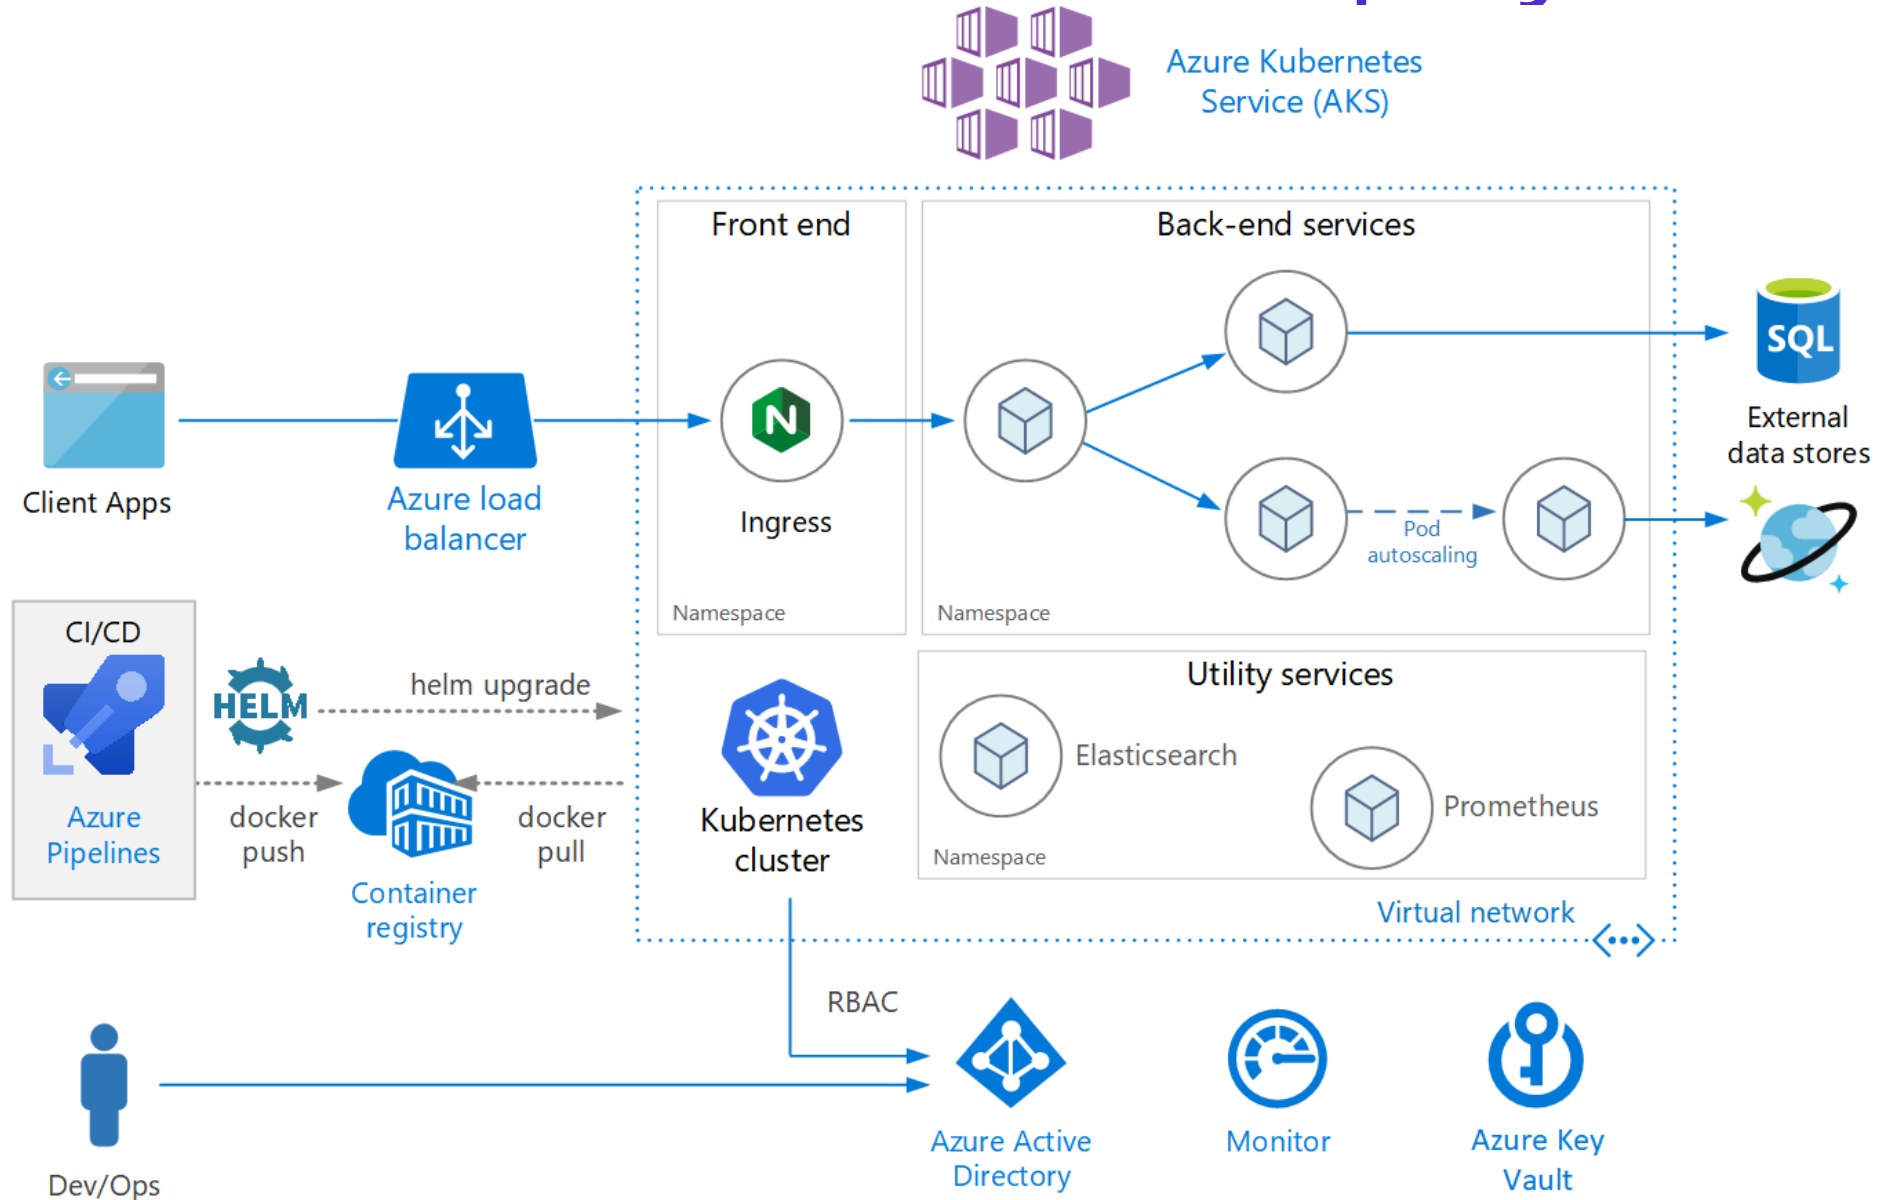 Azure Kubernetes
Service (AKS)
Front end
Back-end services
SQL
External
data stores
Client Apps
Azure load
balancer
Ingress
Pod
autoscaling
Namespace
Namespace
CI/CD
HELM
helm upgrade
Azure
Pipelines
docker
push
docker
pull
Container
registry
Kubernetes
cluster
Utility services
Elasticsearch
Prometheus
Namespace
Virtual network
RBAC
Dev/Ops
Azure Active
Directory
Monitor
Azure Key
Vault
N